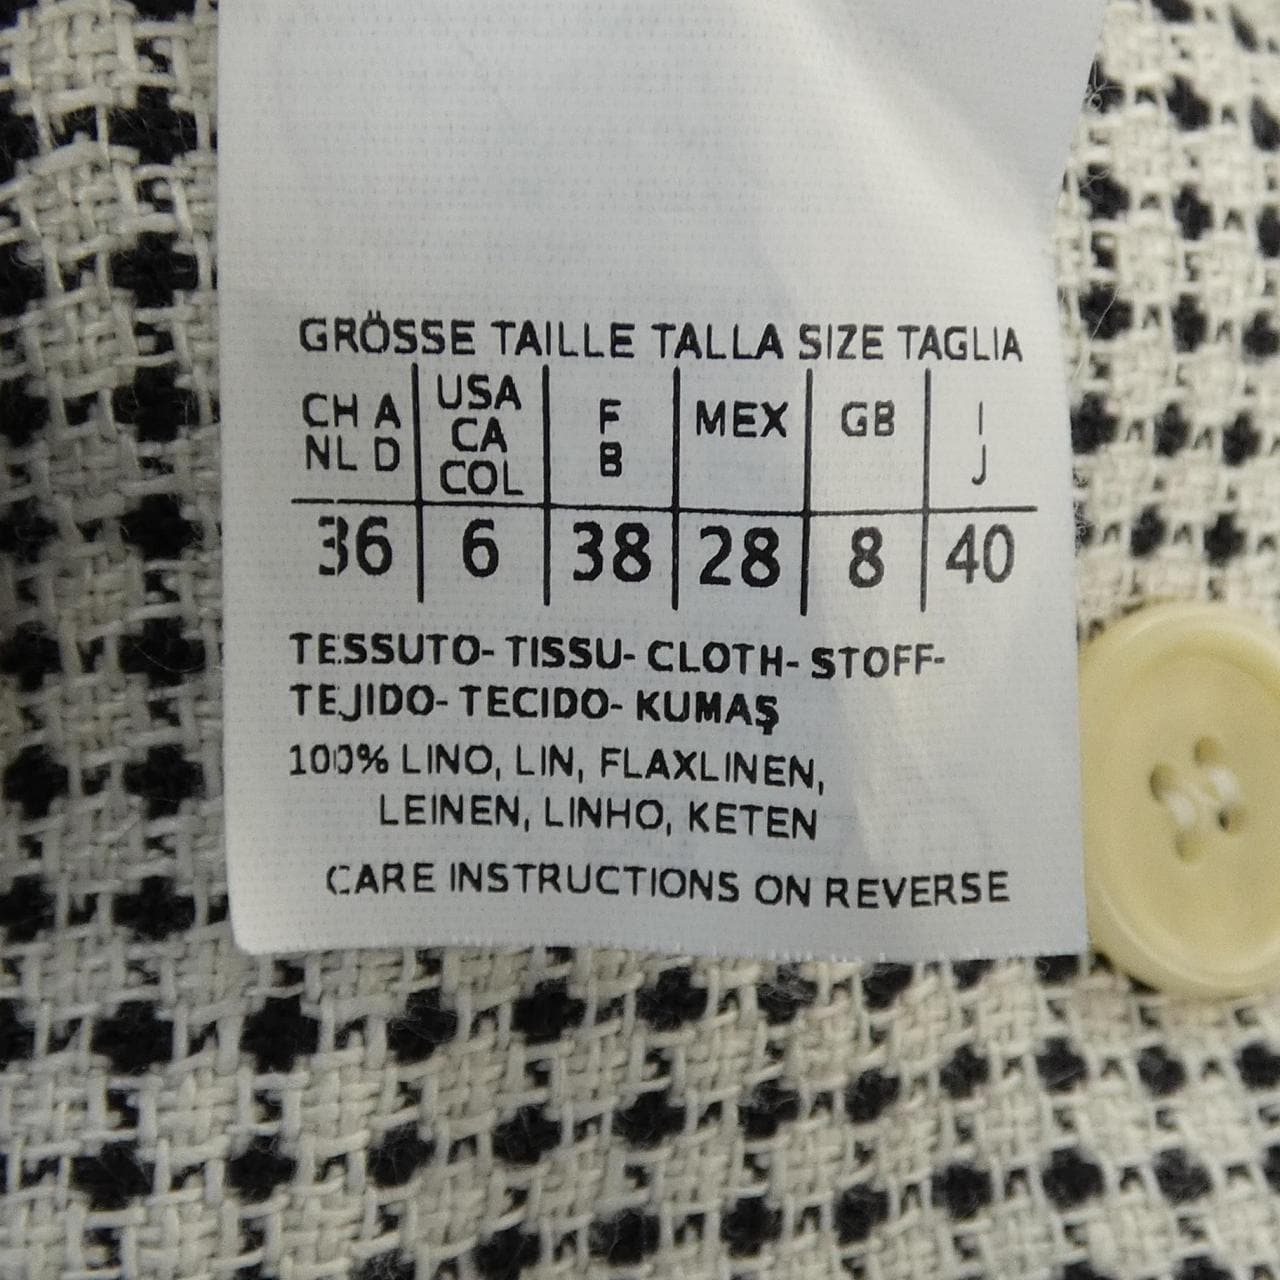 GRÖSSE TAILLE TALLA SIZE TAGLIA
CH A NL D | USA CA COL | F B | MEX | GB | I J
36 | 6 | 38 | 28 | 8 | 40
TESSUTO- TISSU- CLOTH- STOFF-
TEJIDO- TECIDO- KUMAŞ
100% LINO, LIN, FLAXLINEN,
LEINEN, LINHO, KETEN
CARE INSTRUCTIONS ON REVERSE